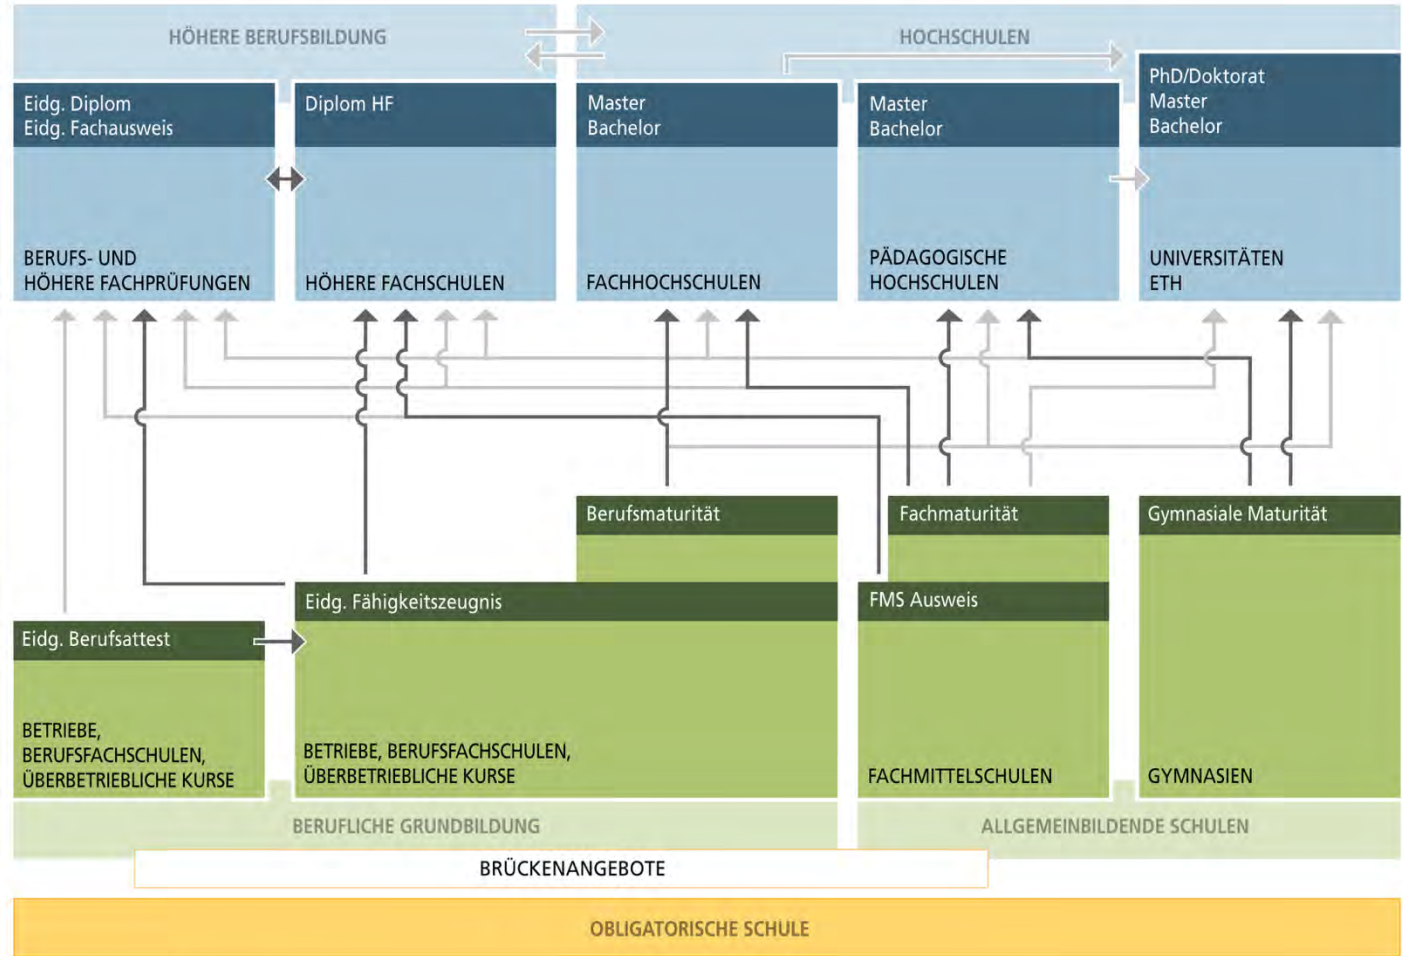 HÖHERE BERUFSBILDUNG
HOCHSCHULEN
Eidg. Diplom
Eidg. Fachausweis
BERUFS- UND
HÖHERE FACHPRÜFUNGEN
Diplom HF
HÖHERE FACHSCHULEN
Master
Bachelor
FACHHOCHSCHULEN
Master
Bachelor
PÄDAGOGISCHE
HOCHSCHULEN
PhD/Doktorat
Master
Bachelor
UNIVERSITÄTEN
ETH
Berufsmaturität
Fachmaturität
Gymnasiale Maturität
Eidg. Fähigkeitszeugnis
FMS Ausweis
Eidg. Berufsattest
BETRIEBE,
BERUFSFACHSCHULEN,
ÜBERBETRIEBLICHE KURSE
BETRIEBE, BERUFSFACHSCHULEN,
ÜBERBETRIEBLICHE KURSE
FACHMITTELSCHULEN
GYMNASIEN
BERUFLICHE GRUNDBILDUNG
ALLGEMEINBILDENDE SCHULEN
BRÜCKENANGEBOTE
OBLIGATORISCHE SCHULE